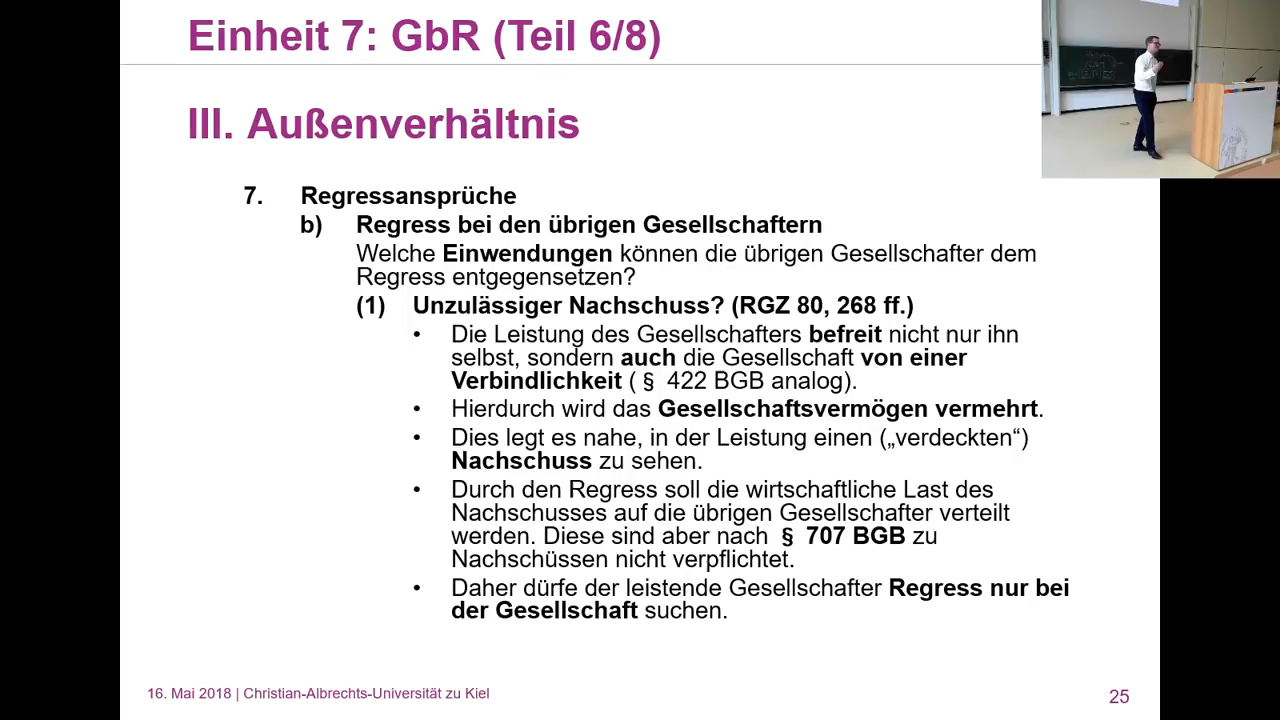 Einheit 7: GbR (Teil 6/8)
III. Außenverhältnis
7. Regressansprüche
b) Regress bei den übrigen Gesellschaftern
Welche Einwendungen können die übrigen Gesellschafter dem
Regress entgegensetzen?
(1) Unzulässiger Nachschuss? (RGZ 80, 268 ff.)
• Die Leistung des Gesellschafters befreit nicht nur ihn
selbst, sondern auch die Gesellschaft von einer
Verbindlichkeit ( § 422 BGB analog).
• Hierdurch wird das Gesellschaftsvermögen vermehrt.
• Dies legt es nahe, in der Leistung einen („verdeckten“)
Nachschuss zu sehen.
• Durch den Regress soll die wirtschaftliche Last des
Nachschusses auf die übrigen Gesellschafter verteilt
werden. Diese sind aber nach § 707 BGB zu
Nachschüssen nicht verpflichtet.
• Daher dürfe der leistende Gesellschafter Regress nur bei
der Gesellschaft suchen.
16. Mai 2018 | Christian-Albrechts-Universität zu Kiel
25